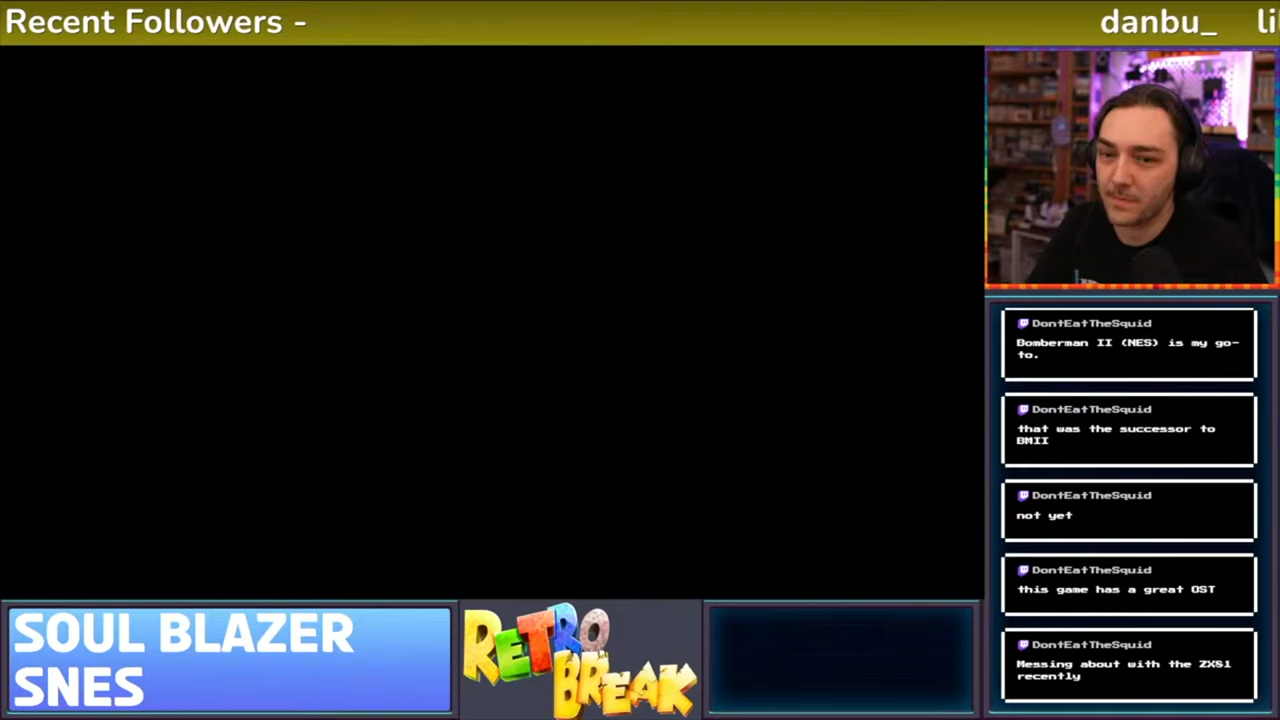 Recent Followers -
danbu_
DontEatTheSquid
Bomberman II (NES) is my go-
to.
DontEatTheSquid
that was the successor to
BMII
DontEatTheSquid
not yet
DontEatTheSquid
this game has a great OST
DontEatTheSquid
Messing about with the ZX81
recently
SOUL BLAZER
SNES
RETRO
BREAK